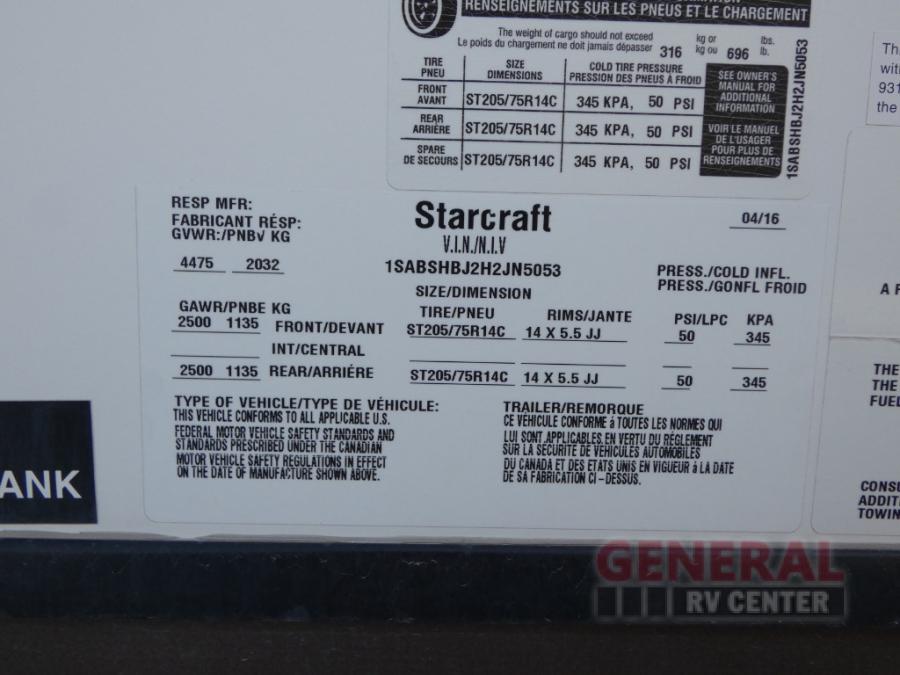 RENSEIGNEMENTS SUR LES PNEUS ET LE CHARGEMENT
The weight of cargo should not exceed kg or lbs.
Le poids du chargement ne doit jamais dépasser 316 kg ou 696 lb.
TIRE SIZE COLD TIRE PRESSURE
PNEU DIMENSIONS PRESSION DES PNEUS À FROID
FRONT
AVANT ST205/75R14C 345 KPA, 50 PSI
REAR
ARRIÈRE ST205/75R14C 345 KPA, 50 PSI
SPARE
DE SECOURS ST205/75R14C 345 KPA, 50 PSI
SEE OWNER'S
MANUAL FOR
ADDITIONAL
INFORMATION
VOIR LE MANUEL
DE L'USAGER
POUR PLUS DE
RENSEIGNEMENTS
1SABSHBJ2H2JN5053
931
the
RESP MFR:
FABRICANT RÉSP:
GVWR:/PNBV KG
4475 2032
Starcraft
V.I.N./N.I.V
1SABSHBJ2H2JN5053
04/16
SIZE/DIMENSION
PRESS./COLD INFL.
PRESS./GONFL FROID
GAWR/PNBE KG TIRE/PNEU RIMS/JANTE PSI/LPC KPA
2500 1135 FRONT/DEVANT ST205/75R14C 14 X 5.5 JJ 50 345
INT/CENTRAL
2500 1135 REAR/ARRIÉRE ST205/75R14C 14 X 5.5 JJ 50 345
TYPE OF VEHICLE/TYPE DE VÉHICULE: TRAILER/REMORQUE
THIS VEHICLE CONFORMS TO ALL APPLICABLE U.S.
FEDERAL MOTOR VEHICLE SAFETY STANDARDS AND
STANDARDS PRESCRIBED UNDER THE CANADIAN
MOTOR VEHICLE SAFETY REGULATIONS IN EFFECT
ON THE DATE OF MANUFACTURE SHOWN ABOVE.
CE VÉHICULE CONFORME à TOUTES LES NORMES QUI
LUI SONT APPLICABLES EN VERTU DU RÉGLEMENT
SUR LA SÉCURITÉ DE VÉHICULES AUTOMOBILES
DU CANADA ET DES ETATS UNIS EN VIGUEUR à LA DATE
DE SA FABRICATION CI-DESSUS.
A
THE
THE
FUEL
TOWIN
ANK
GENERAL
RV CENTER